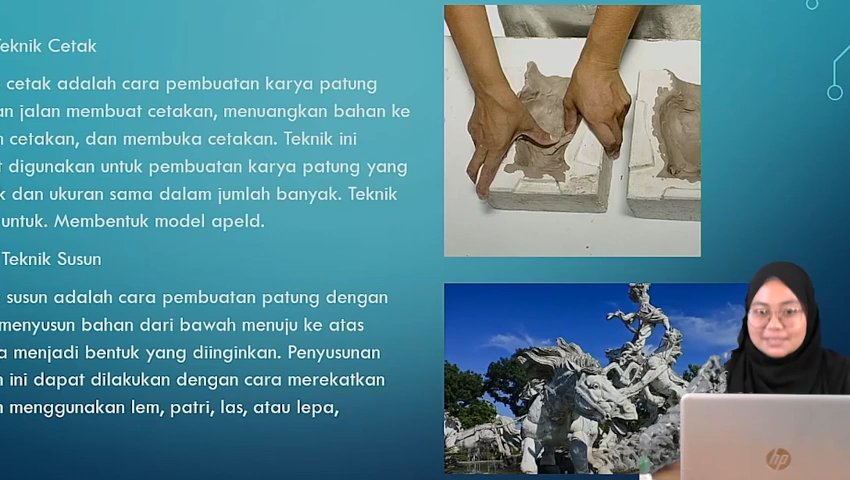 Teknik Cetak
cetak adalah cara pembuatan karya patung
jalan membuat cetakan, menuangkan bahan ke
cetakan, dan membuka cetakan. Teknik ini
digunakan untuk pembuatan karya patung yang
dan ukuran sama dalam jumlah banyak. Teknik
untuk. Membentuk model apeld.
Teknik Susun
susun adalah cara pembuatan patung dengan
menyusun bahan dari bawah menuju ke atas
menjadi bentuk yang diinginkan. Penyusunan
ini dapat dilakukan dengan cara merekatkan
menggunakan lem, patri, las, atau lepa,
hp